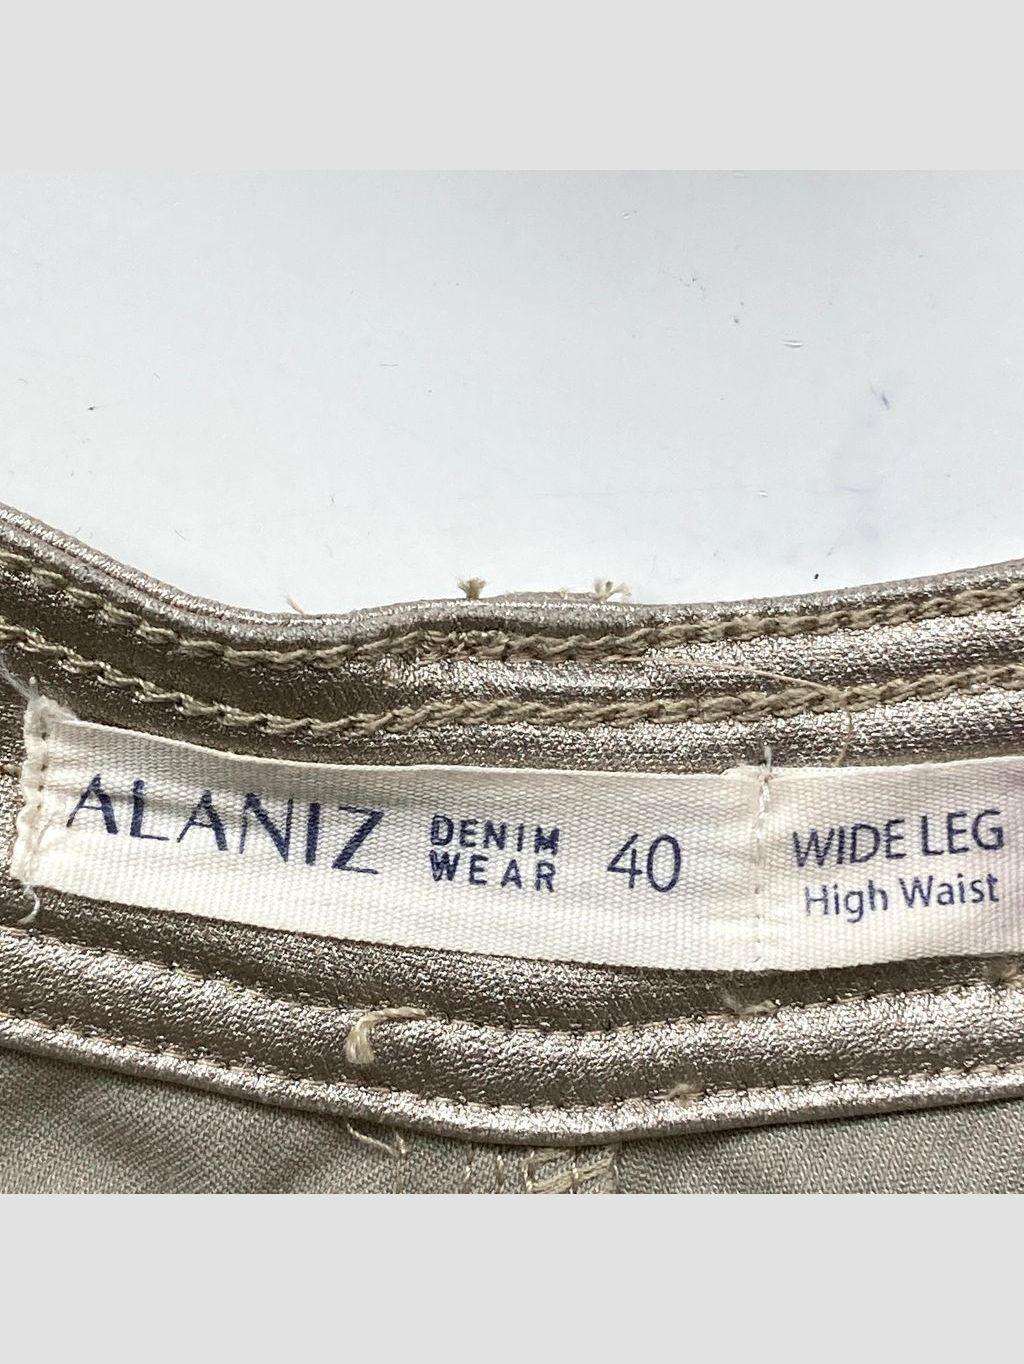 ALANIZ
DENIM
WEAR
40
WIDE LEG
High Waist